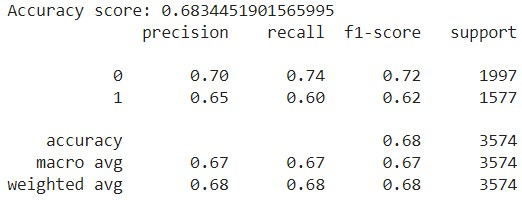 Accuracy score: 0.6834451901565995
precision recall f1-score support
0 0.70 0.74 0.72 1997
1 0.65 0.60 0.62 1577
accuracy 0.68 3574
macro avg 0.67 0.67 0.67 3574
weighted avg 0.68 0.68 0.68 3574